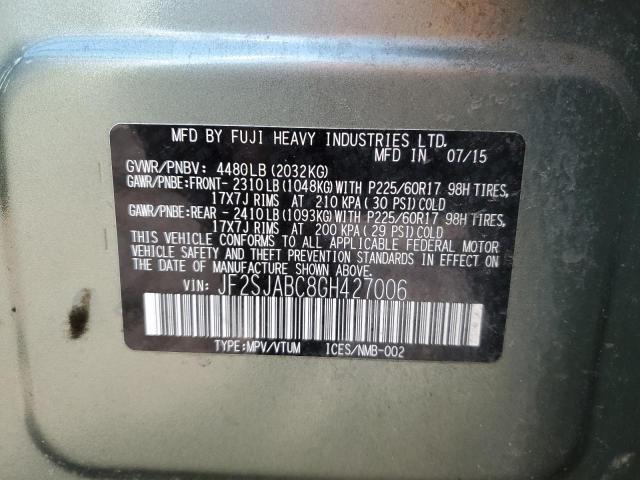 MFD BY FUJI HEAVY INDUSTRIES LTD.
MFD IN 07/15
GVWR/PNBV: 4480LB (2032KG)
GAWR/PNBE:FRONT- 2310LB (1048KG) WITH P225/60R17 98H TIRES,
17X7J RIMS AT 210 KPA (30 PSI) COLD
GAWR/PNBE:REAR - 2410LB (1093KG) WITH P225/60R17 98H TIRES,
17X7J RIMS AT 200 KPA (29 PSI) COLD
THIS VEHICLE CONFORMS TO ALL APPLICABLE FEDERAL MOTOR
VEHICLE SAFETY AND THEFT PREVENTION STANDARDS IN EFFECT
ON THE DATE OF MANUFACTURE SHOWN ABOVE.
VIN: JF2SJABC8GH427006
TYPE:MPV/VTUM ICES/NMB-002